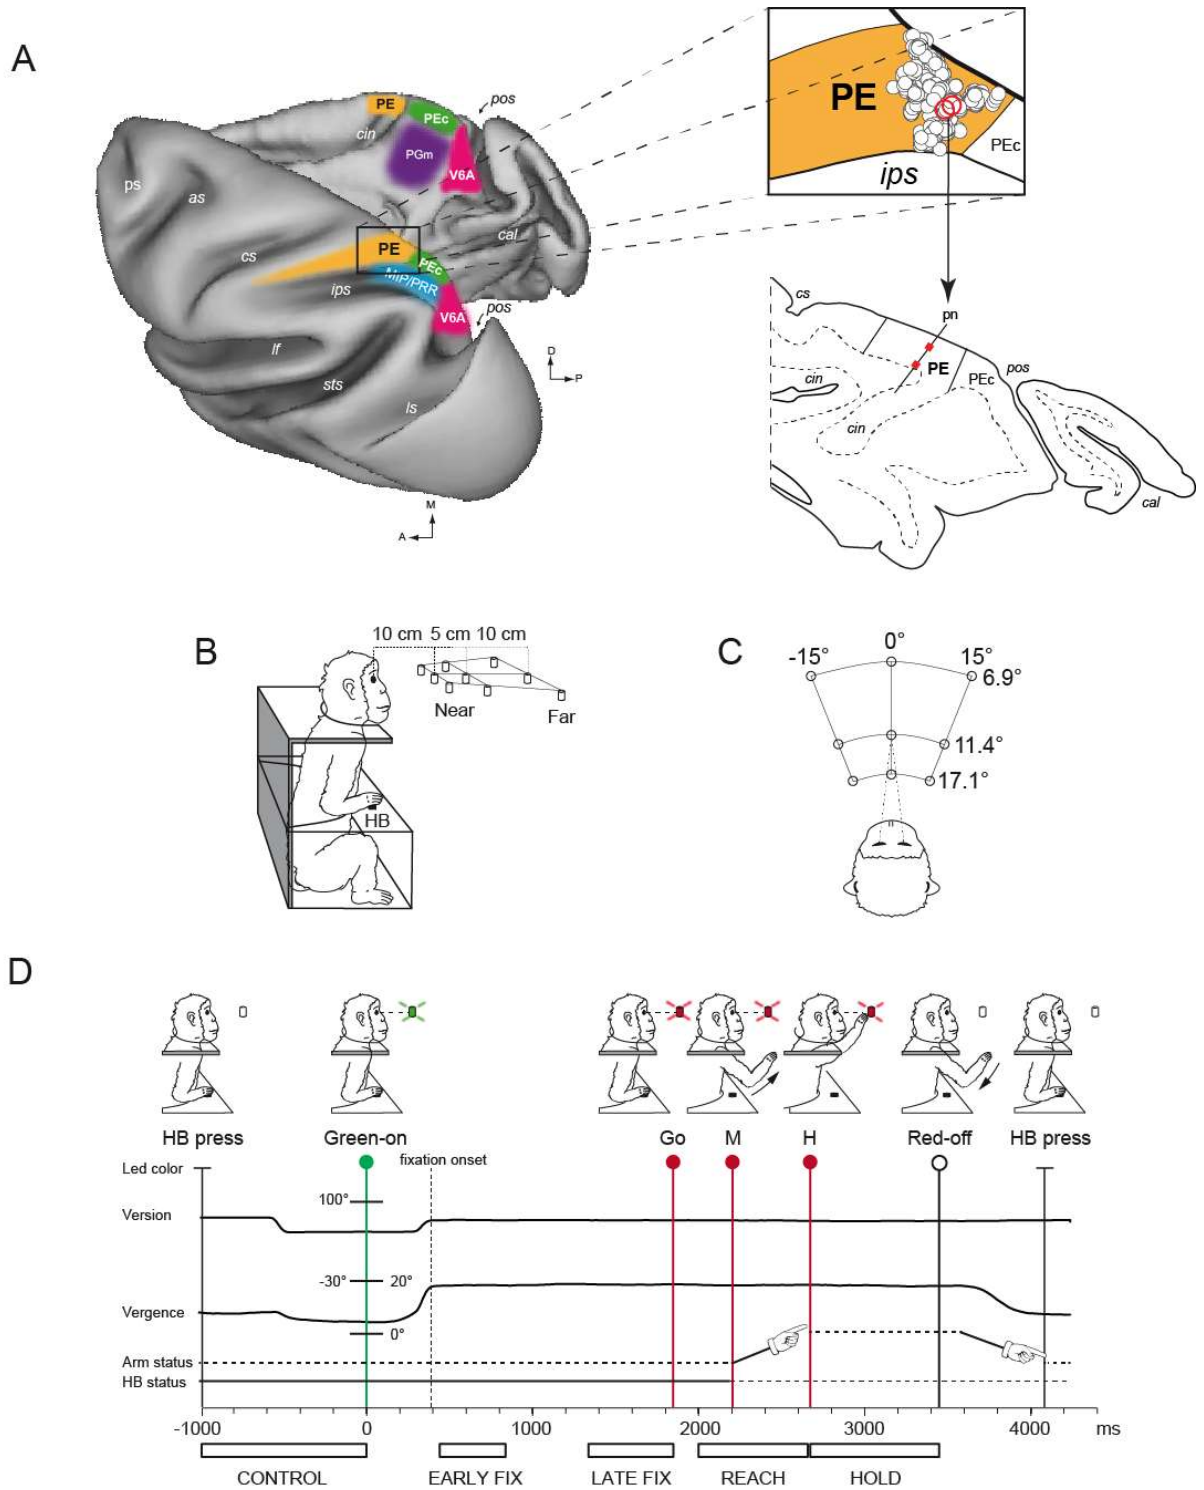 A
PE
PEc
pos
cin
PGm
V6A
ps
as
cal
cs
PE
PEc
MIP/PRR
ips
V6A
pos
lf
sts
ls
D
P
M
A
PE
PEc
ips
cs
pn
PE
pos
PEc
cin
cin
cal
B
10 cm 5 cm 10 cm
Near
Far
HB
C
-15° 0° 15°
6.9°
11.4°
17.1°
D
HB press Green-on Go M H Red-off HB press
fixation onset
Led color
100°
Version
-30° 20°
Vergence
0°
Arm status
HB status
-1000 0 1000 2000 3000 4000 ms
CONTROL EARLY FIX LATE FIX REACH HOLD